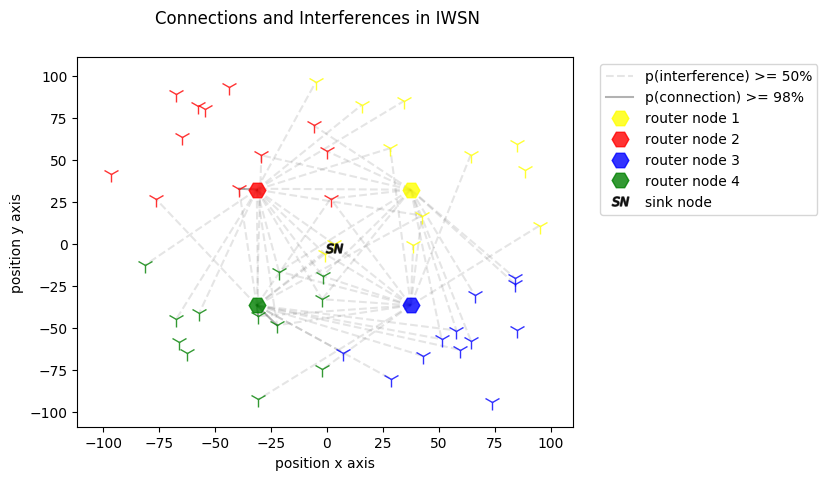 Connections and Interferences in IWSN
p(interference) >= 50%
p(connection) >= 98%
router node 1
router node 2
router node 3
router node 4
SN sink node
position y axis
100
75
50
25
0
−25
−50
−75
−100
SN
−100 −75 −50 −25 0 25 50 75 100
position x axis